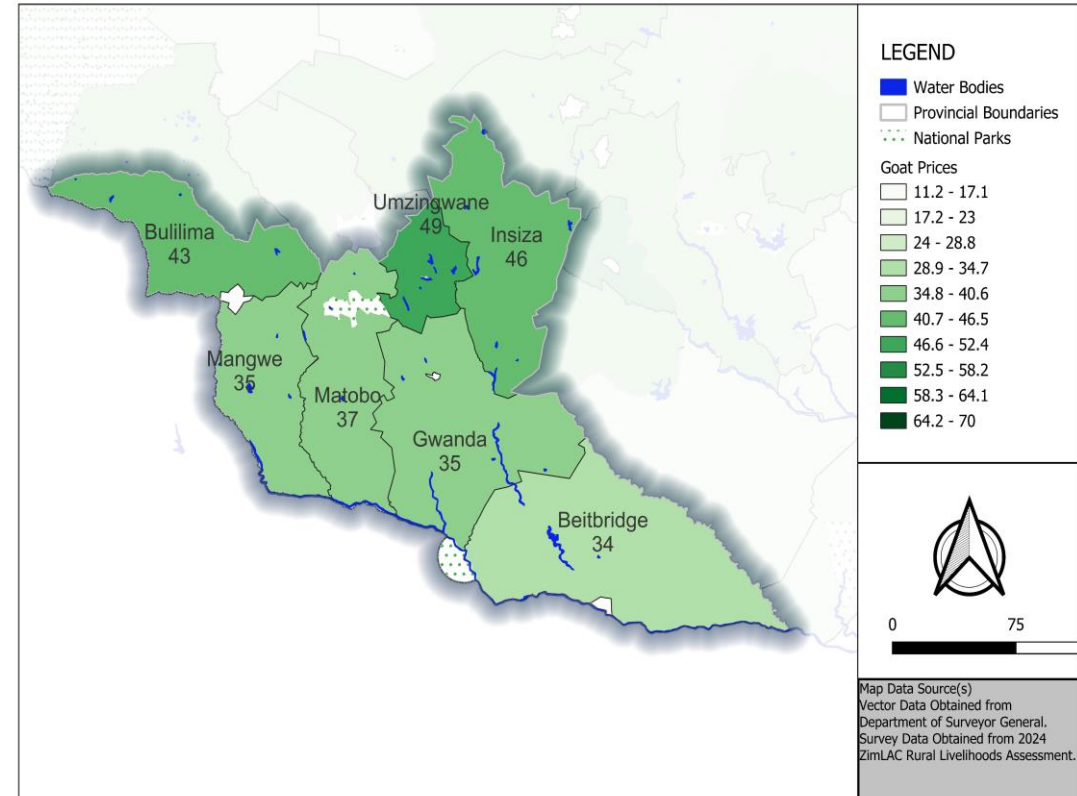 LEGEND
Water Bodies
Provincial Boundaries
National Parks
Goat Prices
11.2 - 17.1
17.2 - 23
24 - 28.8
28.9 - 34.7
34.8 - 40.6
40.7 - 46.5
46.6 - 52.4
52.5 - 58.2
58.3 - 64.1
64.2 - 70
Umzingwane
49
Bulilima
43
Insiza
46
Mangwe
35
Matobo
37
Gwanda
35
Beitbridge
34
0 75
Map Data Source(s)
Vector Data Obtained from
Department of Surveyor General.
Survey Data Obtained from 2024
ZimLAC Rural Livelihoods Assessment.